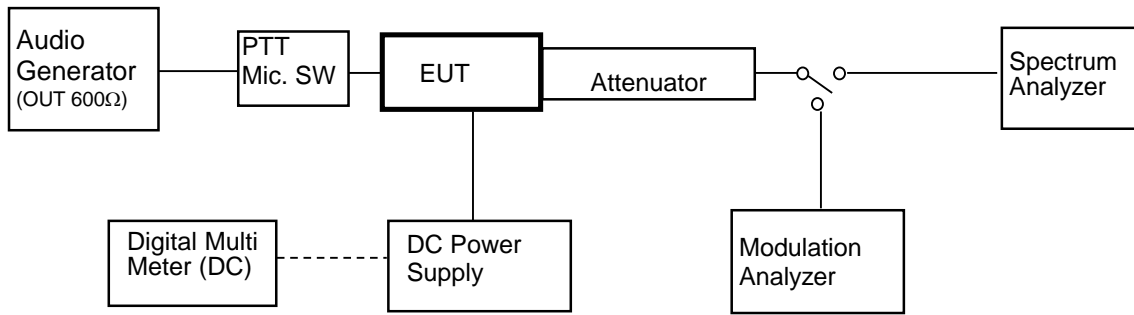 Audio
Generator
(OUT 600Ω)
PTT
Mic. SW
EUT
Attenuator
Spectrum
Analyzer
Digital Multi
Meter (DC)
DC Power
Supply
Modulation
Analyzer